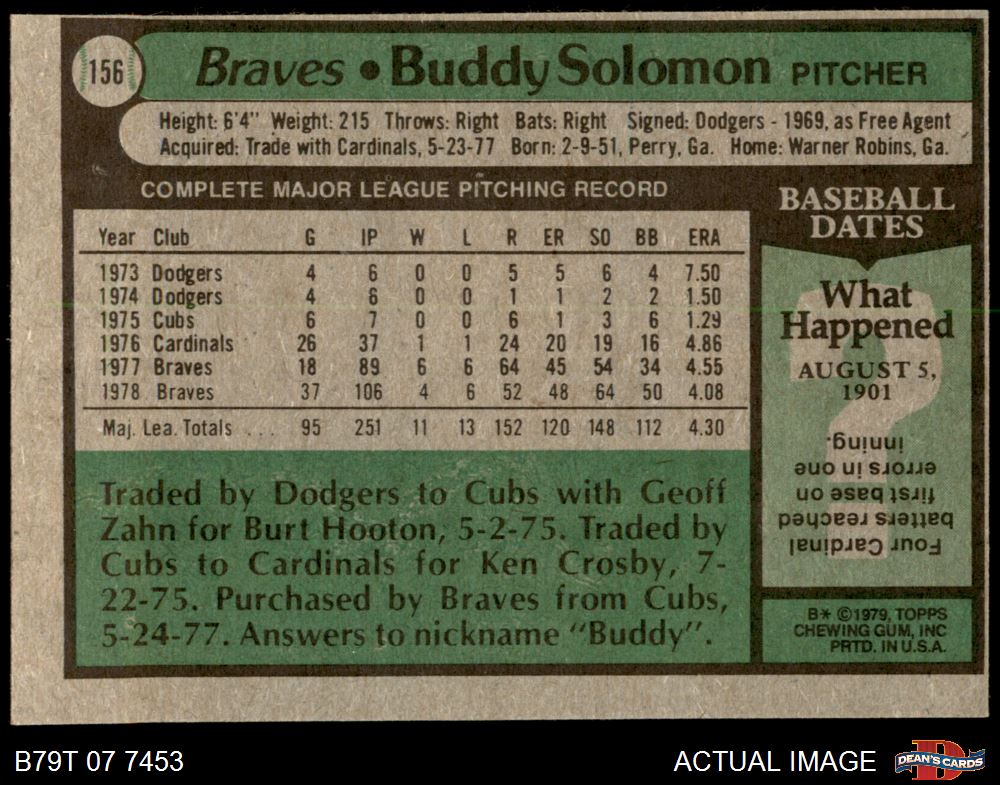 156
Braves • Buddy Solomon PITCHER
Height: 6'4" Weight: 215 Throws: Right Bats: Right Signed: Dodgers - 1969, as Free Agent
Acquired: Trade with Cardinals, 5-23-77 Born: 2-9-51, Perry, Ga. Home: Warner Robins, Ga.
COMPLETE MAJOR LEAGUE PITCHING RECORD
Year Club G IP W L R ER SO BB ERA
1973 Dodgers 4 6 0 0 5 5 6 4 7.50
1974 Dodgers 4 6 0 0 1 1 2 2 1.50
1975 Cubs 6 7 0 0 6 1 3 6 1.29
1976 Cardinals 26 37 1 1 24 20 19 16 4.86
1977 Braves 18 89 6 6 64 45 54 34 4.55
1978 Braves 37 106 4 6 52 48 64 50 4.08
Maj. Lea. Totals ... 95 251 11 13 152 120 148 112 4.30
Traded by Dodgers to Cubs with Geoff
Zahn for Burt Hooton, 5-2-75. Traded by
Cubs to Cardinals for Ken Crosby, 7-
22-75. Purchased by Braves from Cubs,
5-24-77. Answers to nickname "Buddy".
BASEBALL
DATES
What
Happened
AUGUST 5,
1901
?
Four Cardinal
batters reached
first base on
errors in one
inning.
B* ©1979, TOPPS
CHEWING GUM, INC
PRTD. IN U.S.A.
B79T 07 7453
ACTUAL IMAGE
D
DEAN'S CARDS